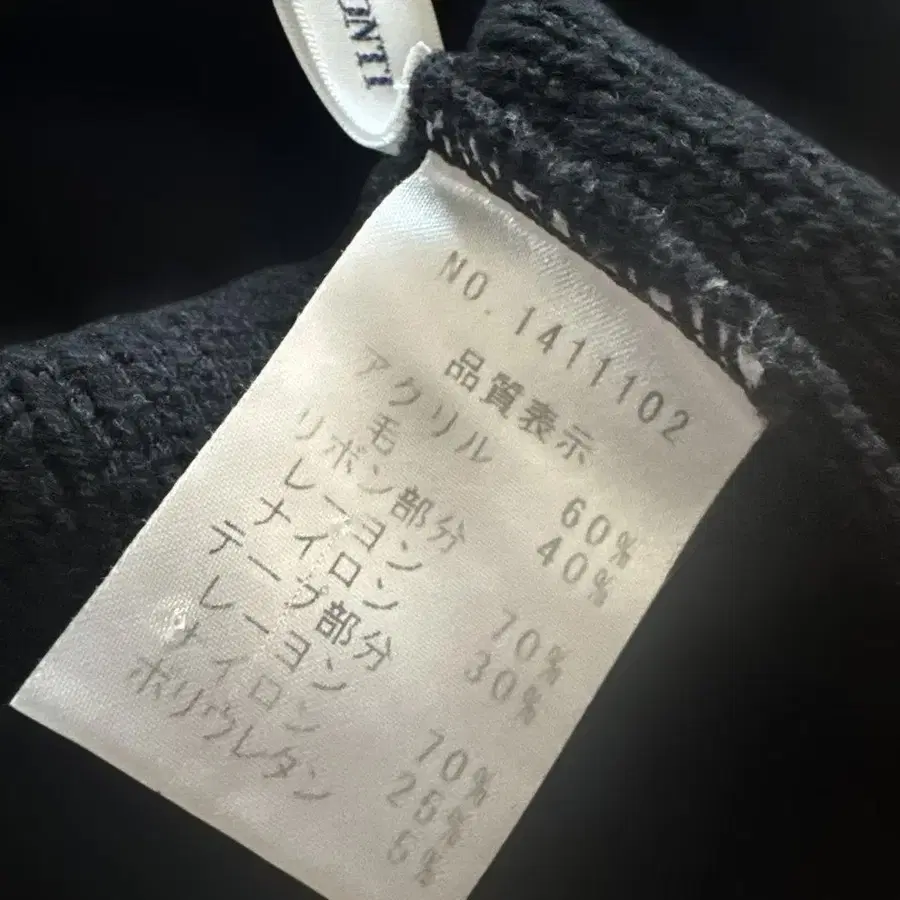 NO. 1411102
品質表示
アクリル 60%
毛 40%
リボン部分
レーヨン 70%
ナイロン 30%
テープ部分
レーヨン 70%
ナイロン 25%
ポリウレタン 5%